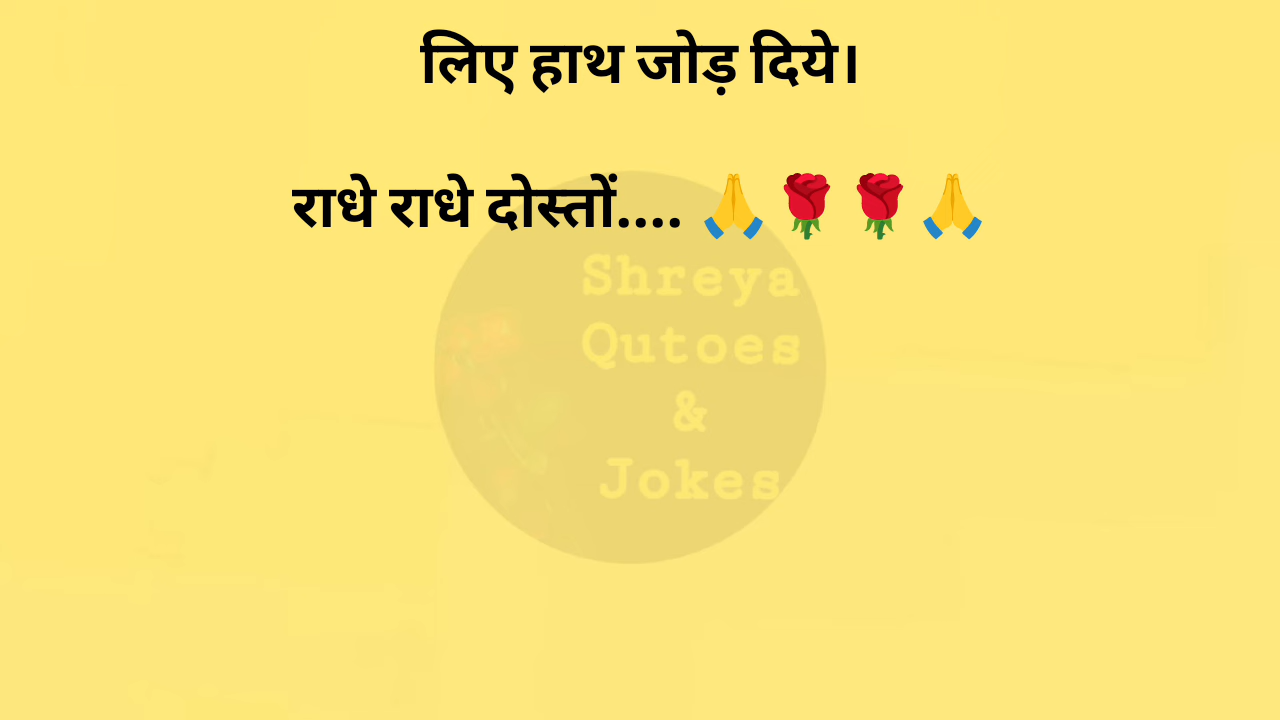 लिए हाथ जोड़ दिये।
राधे राधे दोस्तों.... 🙏🌹🌹🙏
Shreya
Qutoes
&
Jokes